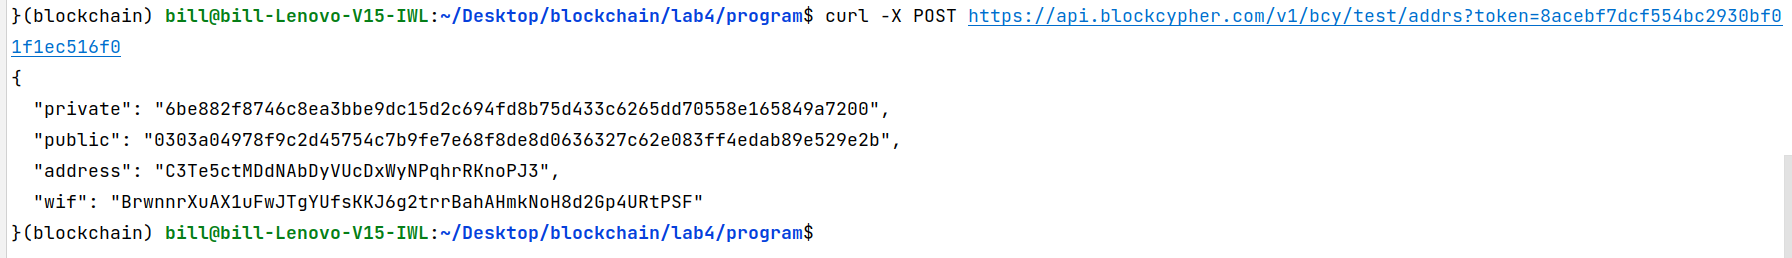 }(blockchain) bill@bill-Lenovo-V15-IWL:~/Desktop/blockchain/lab4/program$ curl -X POST https://api.blockcypher.com/v1/bcy/test/addrs?token=8acebf7dcf554bc2930bf0
1f1ec516f0
{
  "private": "6be882f8746c8ea3bbe9dc15d2c694fd8b75d433c6265dd70558e165849a7200",
  "public": "0303a04978f9c2d45754c7b9fe7e68f8de8d0636327c62e083ff4edab89e529e2b",
  "address": "C3Te5ctMDdNAbDyVUcDxWyNPqhrRKnoPJ3",
  "wif": "BrwnnrXuAX1uFwJTgYUfsKKJ6g2trrBahAHmkNoH8d2Gp4URtPSF"
}(blockchain) bill@bill-Lenovo-V15-IWL:~/Desktop/blockchain/lab4/program$